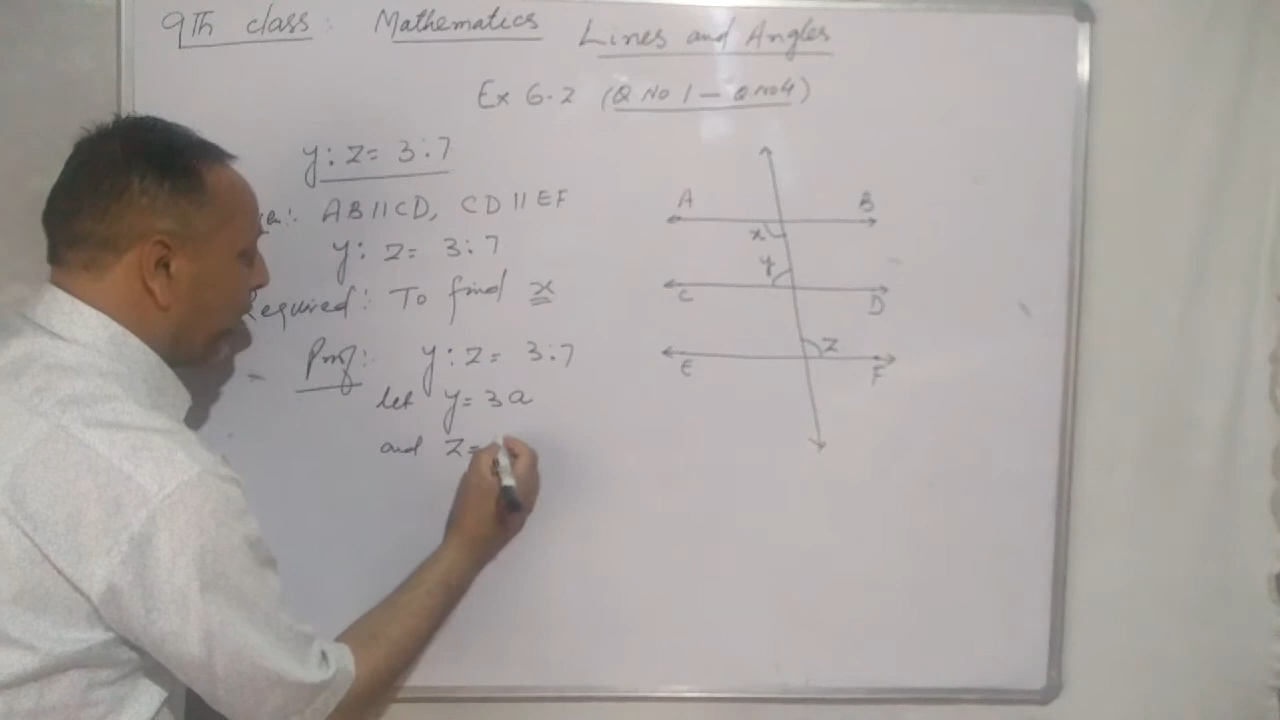 9Th class: Mathematics Lines and Angles
Ex 6.2 (Q No 1 — Q No 4)
y : z = 3 : 7
AB || CD, CD || EF
y : z = 3 : 7
Required: To find x
Proof: y : z = 3 : 7
let y = 3a
and z =
A B
x
y
C D
z
E F